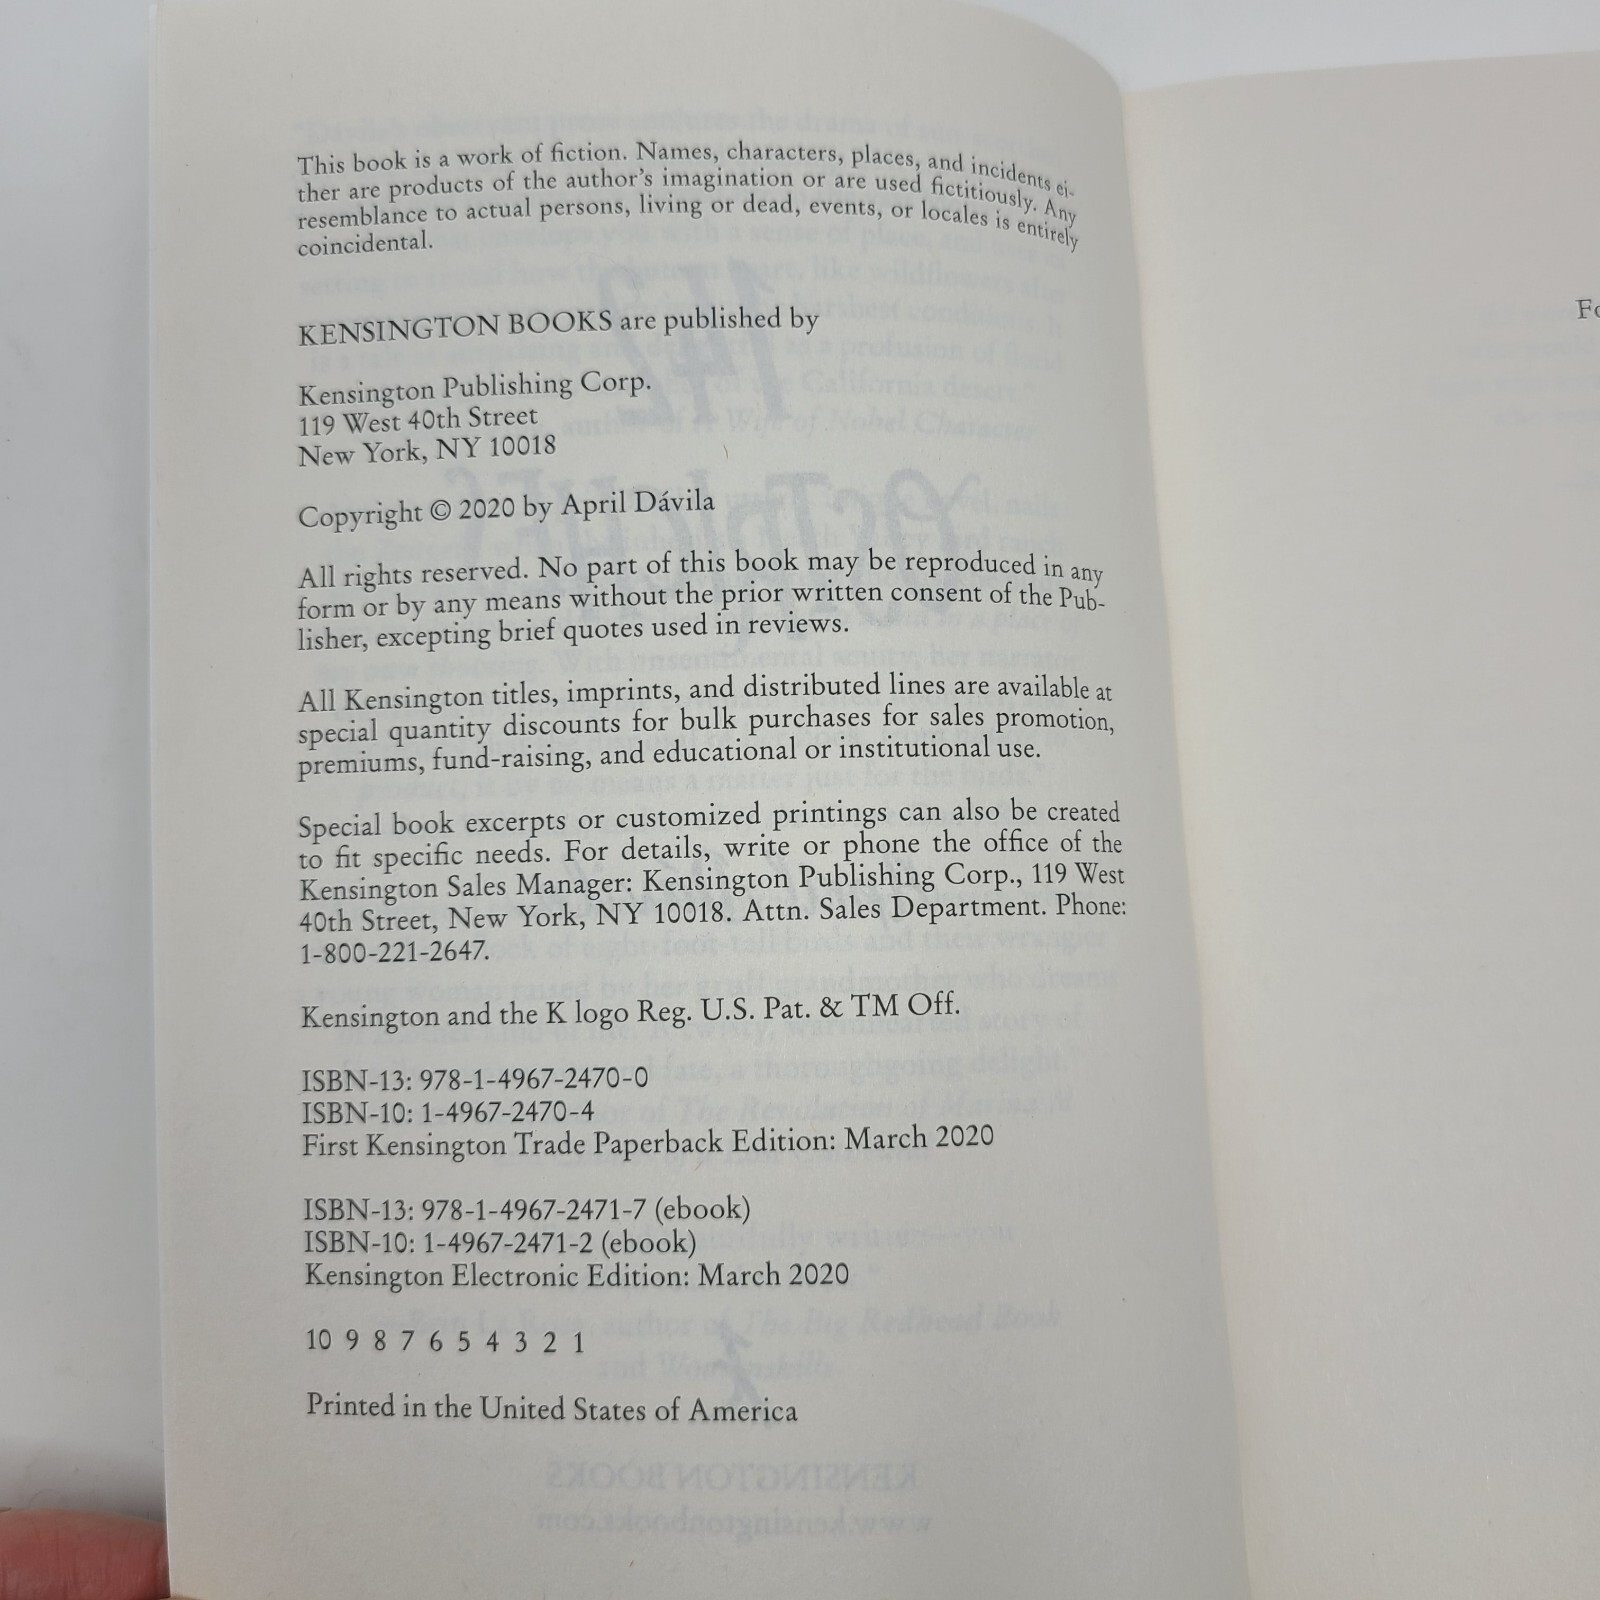 This book is a work of fiction. Names, characters, places, and incidents ei-
ther are products of the author's imagination or are used fictitiously. Any
resemblance to actual persons, living or dead, events, or locales is entirely
coincidental.
KENSINGTON BOOKS are published by
Kensington Publishing Corp.
119 West 40th Street
New York, NY 10018
Copyright © 2020 by April Dávila
All rights reserved. No part of this book may be reproduced in any
form or by any means without the prior written consent of the Pub-
lisher, excepting brief quotes used in reviews.
All Kensington titles, imprints, and distributed lines are available at
special quantity discounts for bulk purchases for sales promotion,
premiums, fund-raising, and educational or institutional use.
Special book excerpts or customized printings can also be created
to fit specific needs. For details, write or phone the office of the
Kensington Sales Manager: Kensington Publishing Corp., 119 West
40th Street, New York, NY 10018. Attn. Sales Department. Phone:
1-800-221-2647.
Kensington and the K logo Reg. U.S. Pat. & TM Off.
ISBN-13: 978-1-4967-2470-0
ISBN-10: 1-4967-2470-4
First Kensington Trade Paperback Edition: March 2020
ISBN-13: 978-1-4967-2471-7 (ebook)
ISBN-10: 1-4967-2471-2 (ebook)
Kensington Electronic Edition: March 2020
10 9 8 7 6 5 4 3 2 1
Printed in the United States of America
KENSINGTON BOOKS
www.kensingtonbooks.com